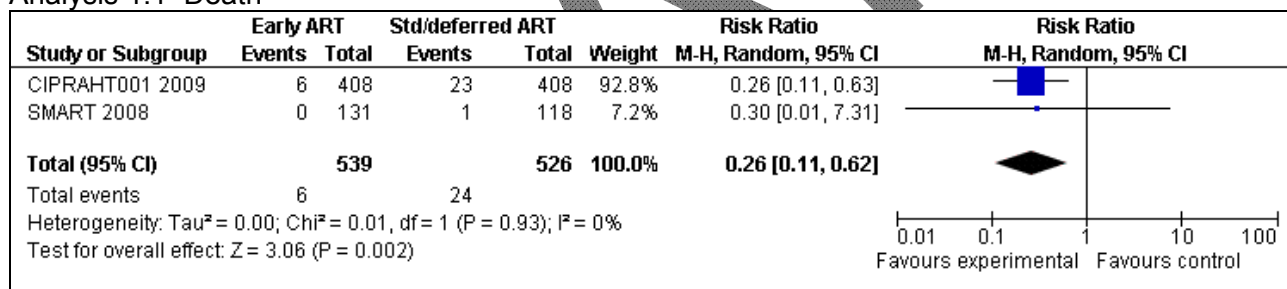 Analysis 1.1 Death
Early ART Std/deferred ART Risk Ratio Risk Ratio
Study or Subgroup Events Total Events Total Weight M-H, Random, 95% CI M-H, Random, 95% CI
CIPRAHT001 2009 6 408 23 408 92.8% 0.26 [0.11, 0.63]
SMART 2008 0 131 1 118 7.2% 0.30 [0.01, 7.31]
Total (95% CI) 539 526 100.0% 0.26 [0.11, 0.62]
Total events 6 24
Heterogeneity: Tau² = 0.00; Chi² = 0.01, df = 1 (P = 0.93); I² = 0%
Test for overall effect: Z = 3.06 (P = 0.002)
0.01 0.1 1 10 100
Favours experimental Favours control